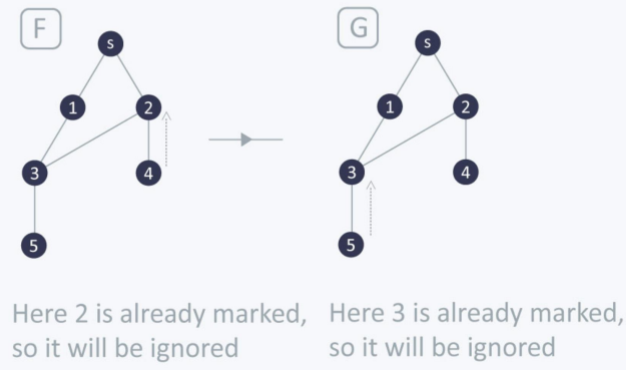 F
G
s
s
1
2
1
2
3
4
3
4
5
5
Here 2 is already marked,
so it will be ignored
Here 3 is already marked,
so it will be ignored